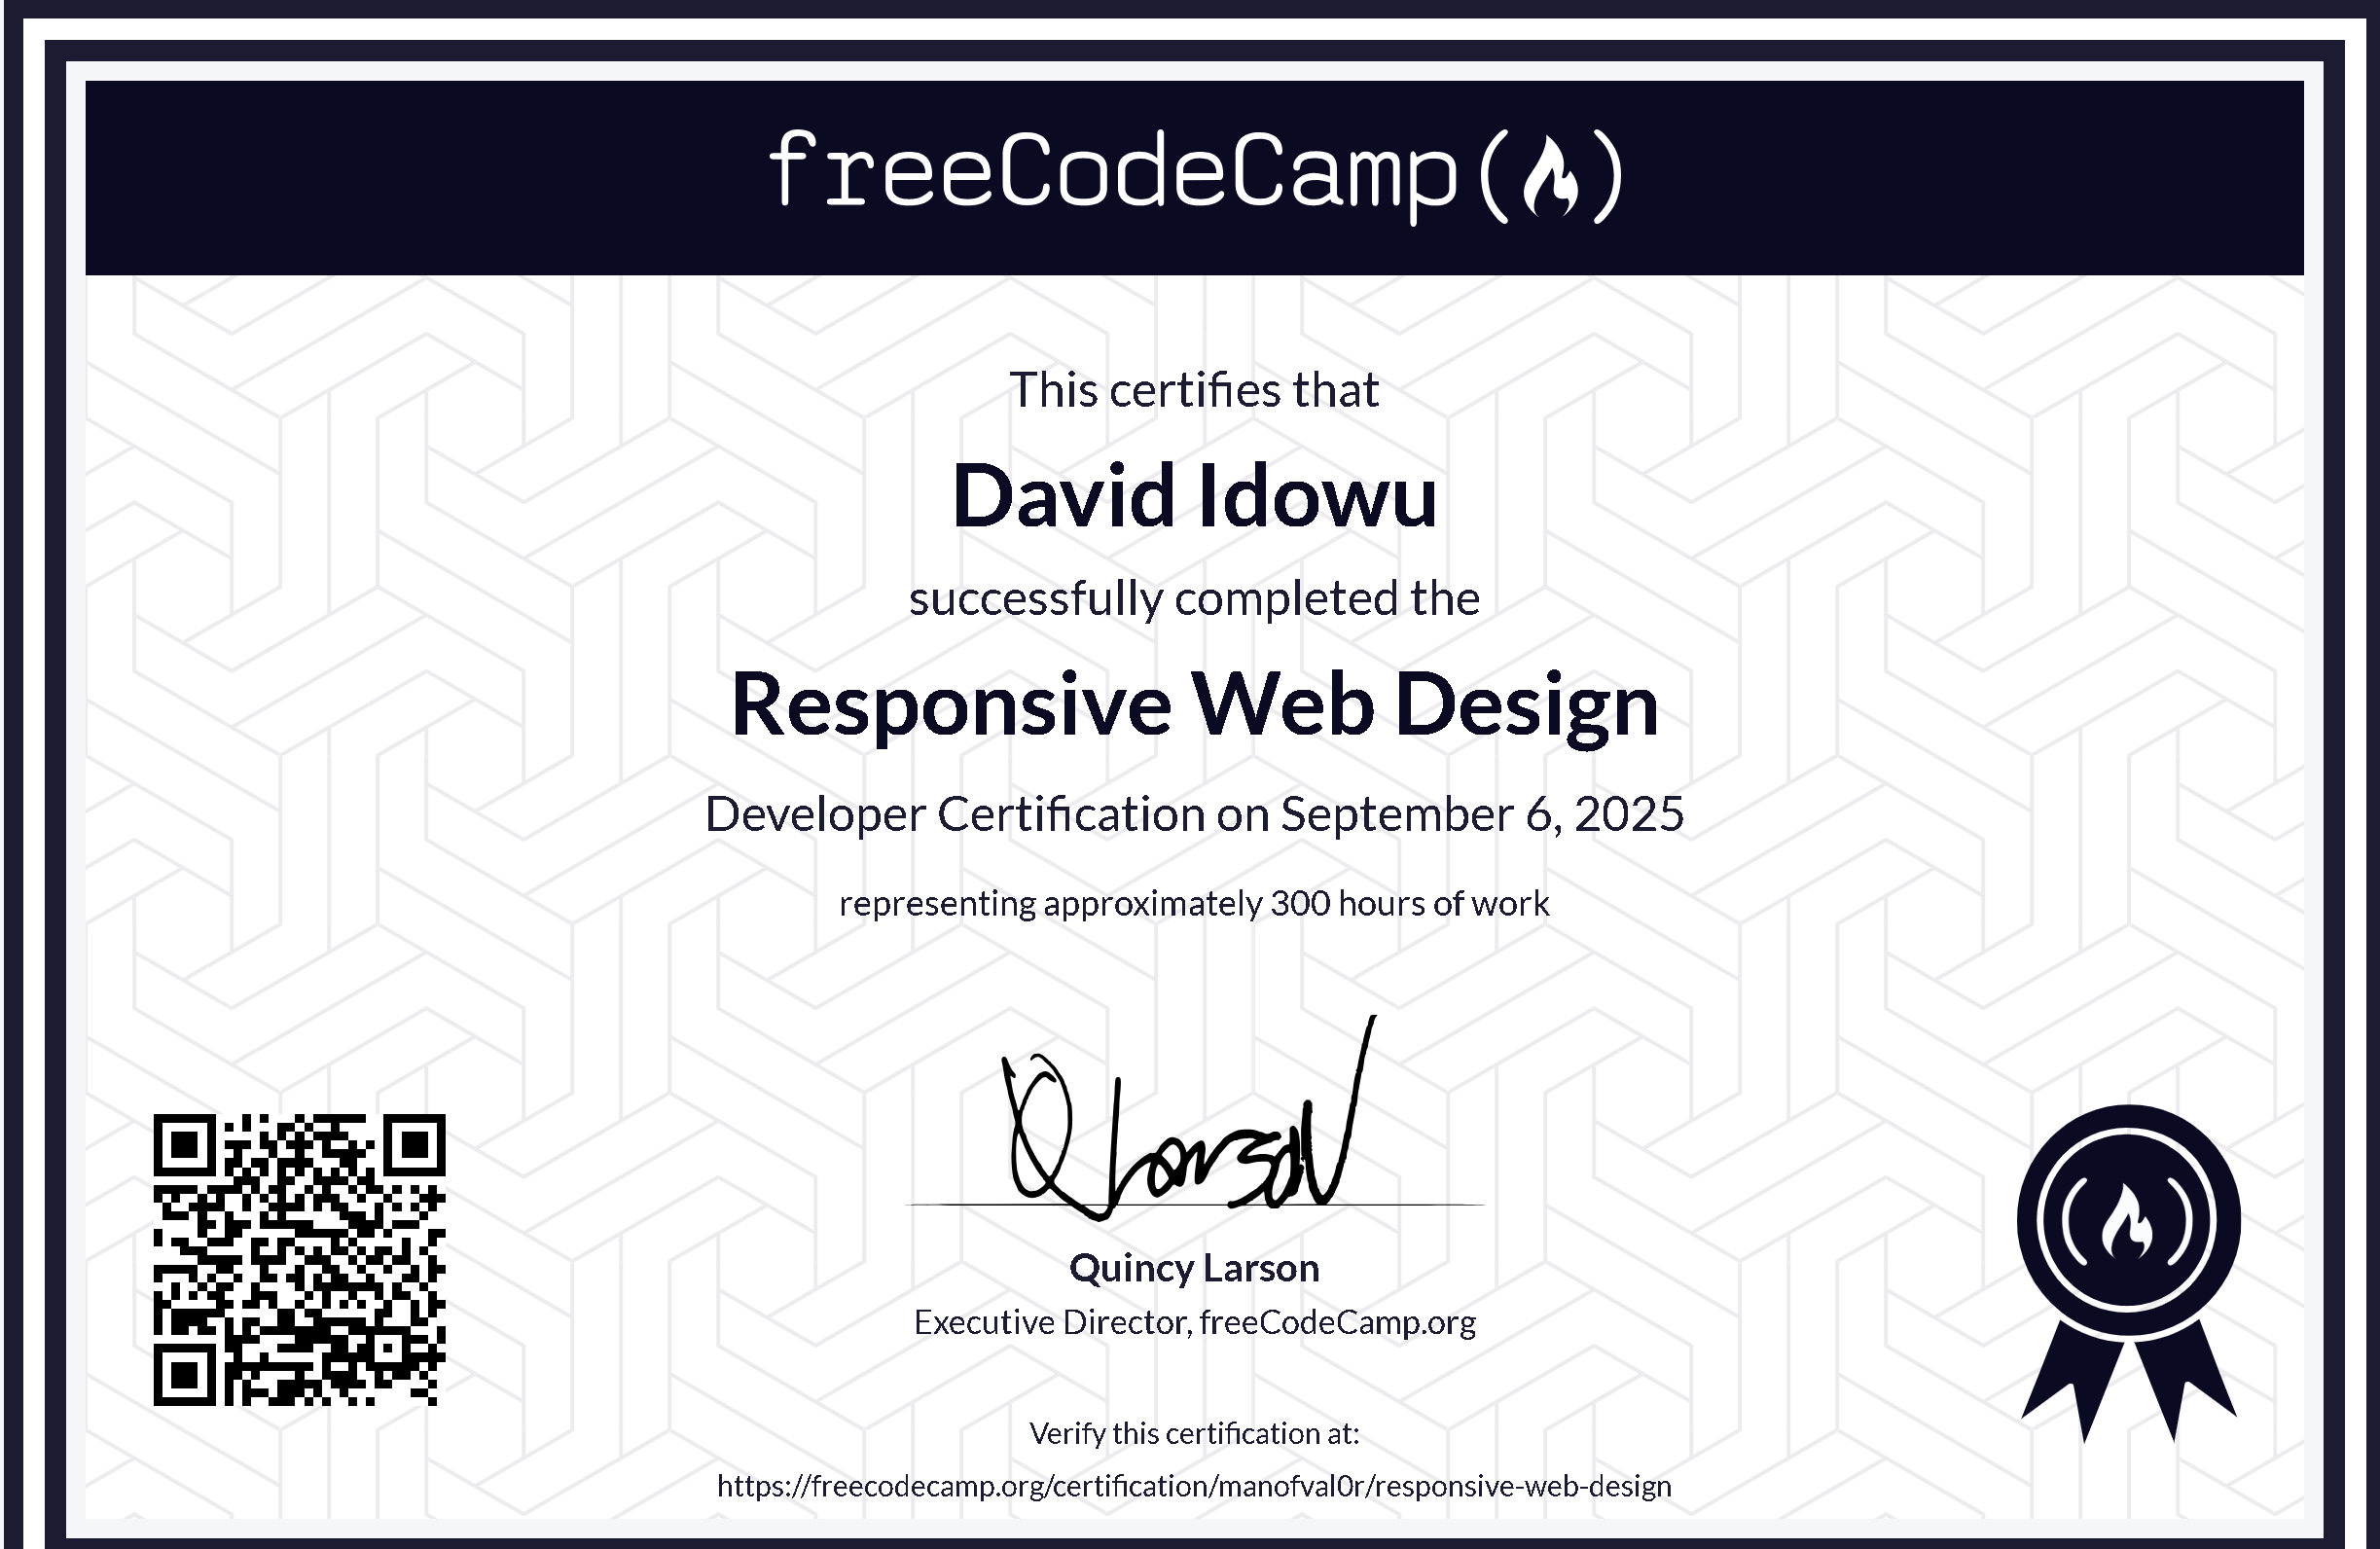 freeCodeCamp
This certifies that
David Idowu
successfully completed the
Responsive Web Design
Developer Certification on September 6, 2025
representing approximately 300 hours of work
QLarson
Quincy Larson
Executive Director, freeCodeCamp.org
Verify this certification at:
https://freecodecamp.org/certification/manofval0r/responsive-web-design